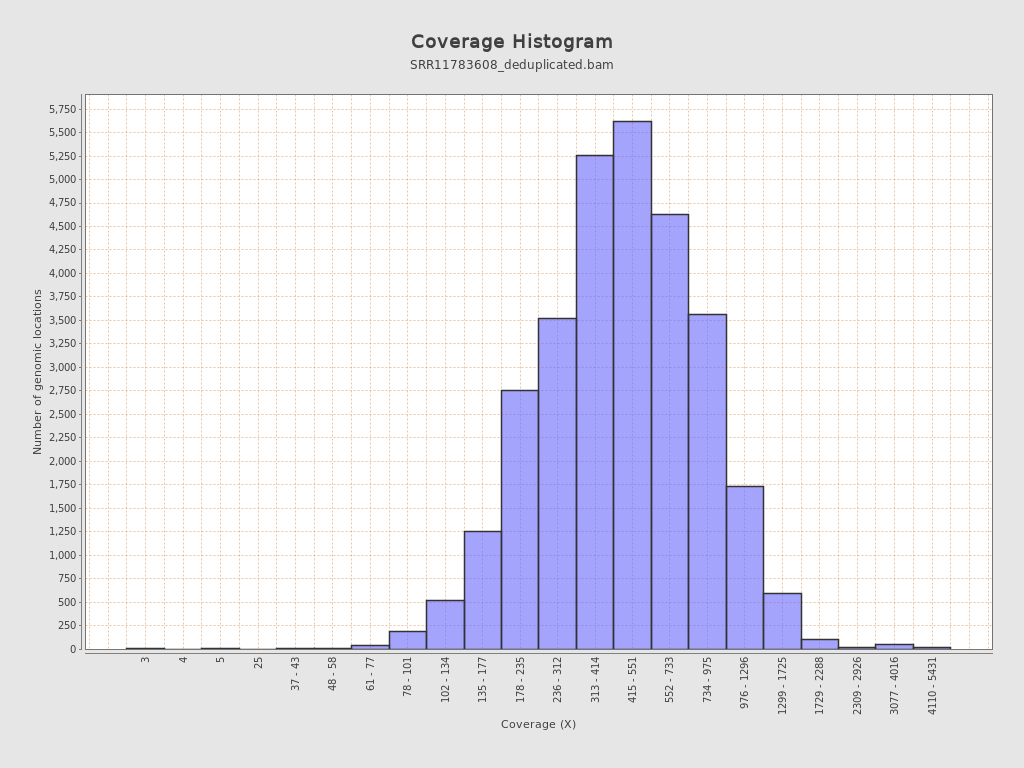 Coverage Histogram
SRR11783608_deduplicated.bam
5,750
5,500
5,250
5,000
4,750
4,500
4,250
4,000
3,750
3,500
3,250
3,000
2,750
2,500
2,250
2,000
1,750
1,500
1,250
1,000
750
500
250
0
Number of genomic locations
3
4
5
25
37 - 43
48 - 58
61 - 77
78 - 101
102 - 134
135 - 177
178 - 235
236 - 312
313 - 414
415 - 551
552 - 733
734 - 975
976 - 1296
1299 - 1725
1729 - 2288
2309 - 2926
3077 - 4016
4110 - 5431
Coverage (X)